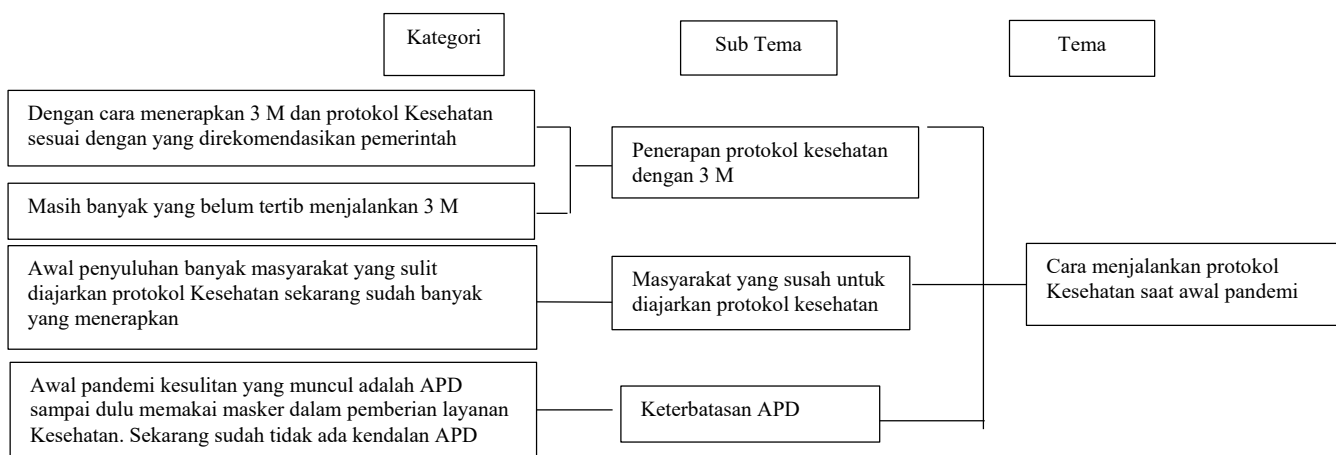 Kategori
Sub Tema
Tema
Dengan cara menerapkan 3 M dan protokol Kesehatan
sesuai dengan yang direkomendasikan pemerintah
Masih banyak yang belum tertib menjalankan 3 M
Penerapan protokol kesehatan
dengan 3 M
Awal penyuluhan banyak masyarakat yang sulit
diajarkan protokol Kesehatan sekarang sudah banyak
yang menerapkan
Masyarakat yang susah untuk
diajarkan protokol kesehatan
Cara menjalankan protokol
Kesehatan saat awal pandemi
Awal pandemi kesulitan yang muncul adalah APD
sampai dulu memakai masker dalam pemberian layanan
Kesehatan. Sekarang sudah tidak ada kendalan APD
Keterbatasan APD